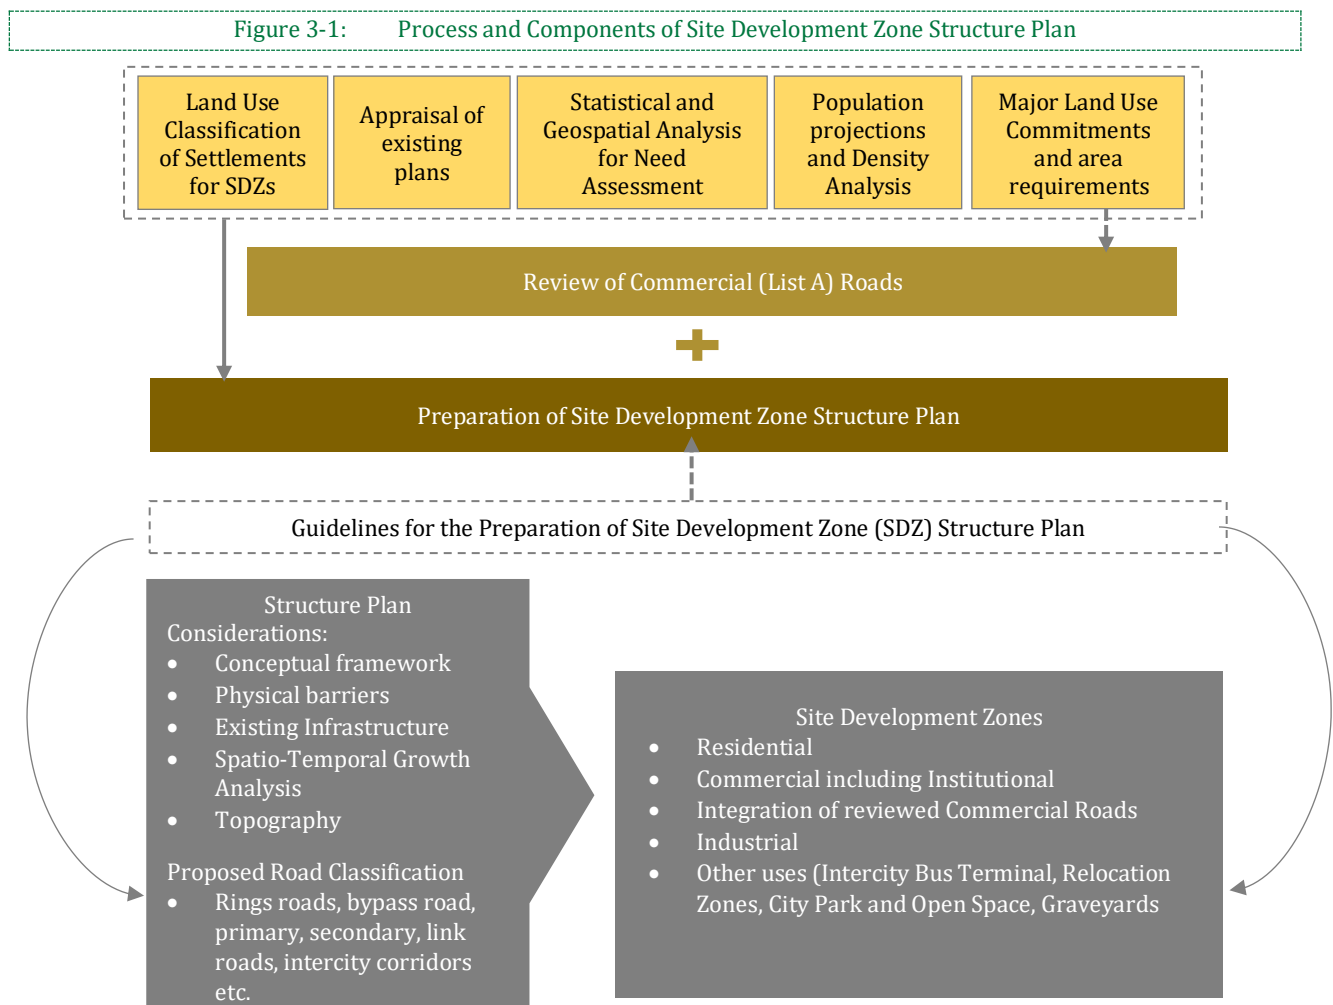 Figure 3-1: Process and Components of Site Development Zone Structure Plan
Land Use
Classification
of Settlements
for SDZs
Appraisal of
existing
plans
Statistical and
Geospatial Analysis
for Need
Assessment
Population
projections
and Density
Analysis
Major Land Use
Commitments
and area
requirements
Review of Commercial (List A) Roads
Preparation of Site Development Zone Structure Plan
Guidelines for the Preparation of Site Development Zone (SDZ) Structure Plan
Structure Plan
Considerations:
• Conceptual framework
• Physical barriers
• Existing Infrastructure
• Spatio-Temporal Growth
Analysis
• Topography
Proposed Road Classification
• Rings roads, bypass road,
primary, secondary, link
roads, intercity corridors
etc.
Site Development Zones
• Residential
• Commercial including Institutional
• Integration of reviewed Commercial Roads
• Industrial
• Other uses (Intercity Bus Terminal, Relocation
Zones, City Park and Open Space, Graveyards